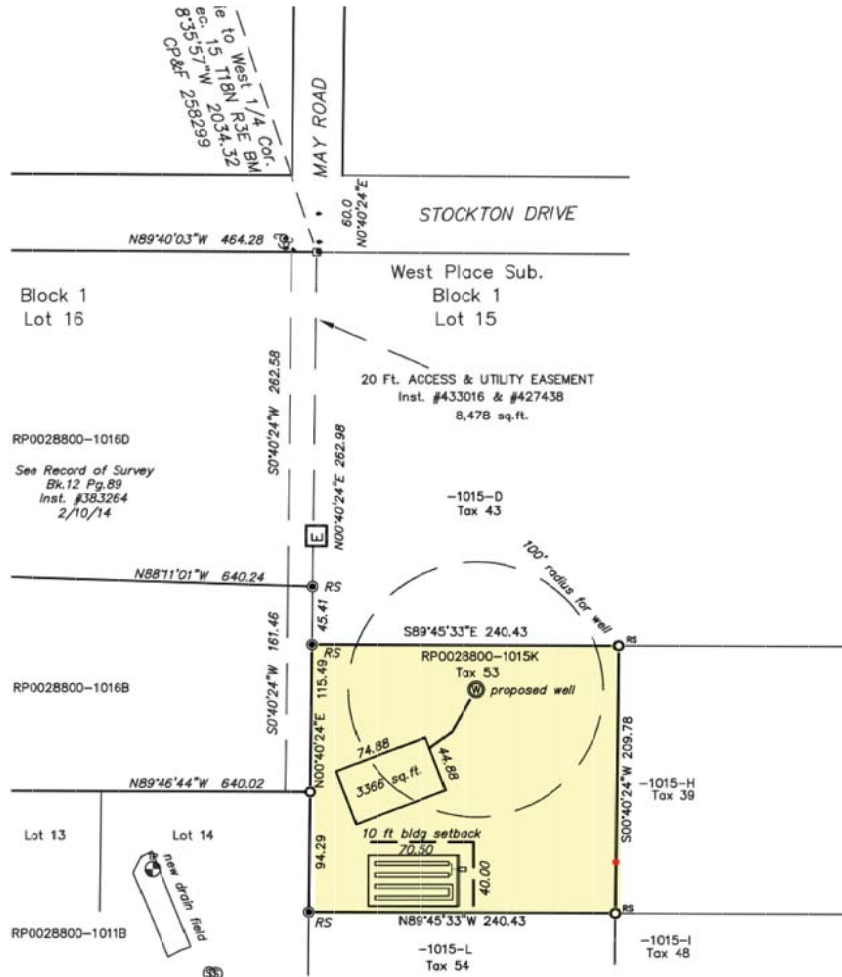 ie to West 1/4 Cor.
ec. 15 T18N R3E BM
8°35'57"W 2034.32
CP&F 258299
MAY ROAD
60.0
N0°40'24"E
STOCKTON DRIVE
N89°40'03"W 464.28
West Place Sub.
Block 1
Lot 15
Block 1
Lot 16
20 Ft. ACCESS & UTILITY EASEMENT
Inst. #433016 & #427438
8,478 sq.ft.
S0°40'24"W 262.58
N00°40'24"E 262.98
RP0028800-1016D
See Record of Survey
Bk.12 Pg.89
Inst. #383264
2/10/14
-1015-D
Tax 43
E
100' radius for well
N88°11'01"W 640.24
RS
45.41
S89°45'33"E 240.43
RS
RS
RP0028800-1015K
Tax 53
W proposed well
S0°40'24"W 161.46
N00°40'24"E 115.49
RP0028800-1016B
74.88
44.88
3366 sq.ft.
S00°40'24"W 209.78
-1015-H
Tax 39
N89°46'44"W 640.02
Lot 13
Lot 14
new drain field
94.29
10 ft bldg setback
70.50
40.00
RS
N89°45'33"W 240.43
RS
RP0028800-1011B
-1015-L
Tax 54
-1015-I
Tax 48